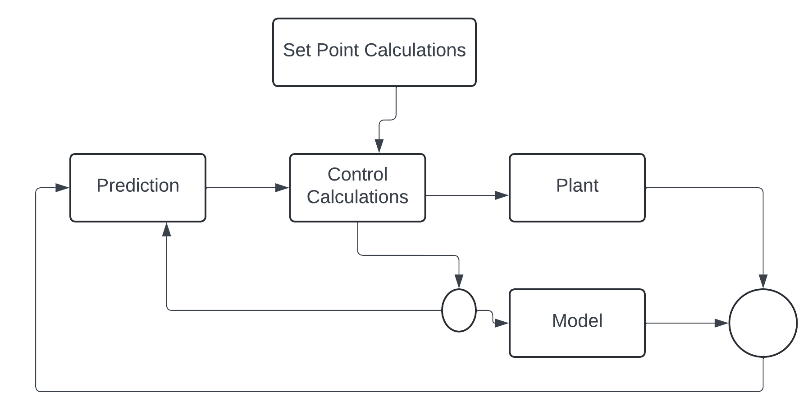 Set Point Calculations
Prediction
Control
Calculations
Plant
Model